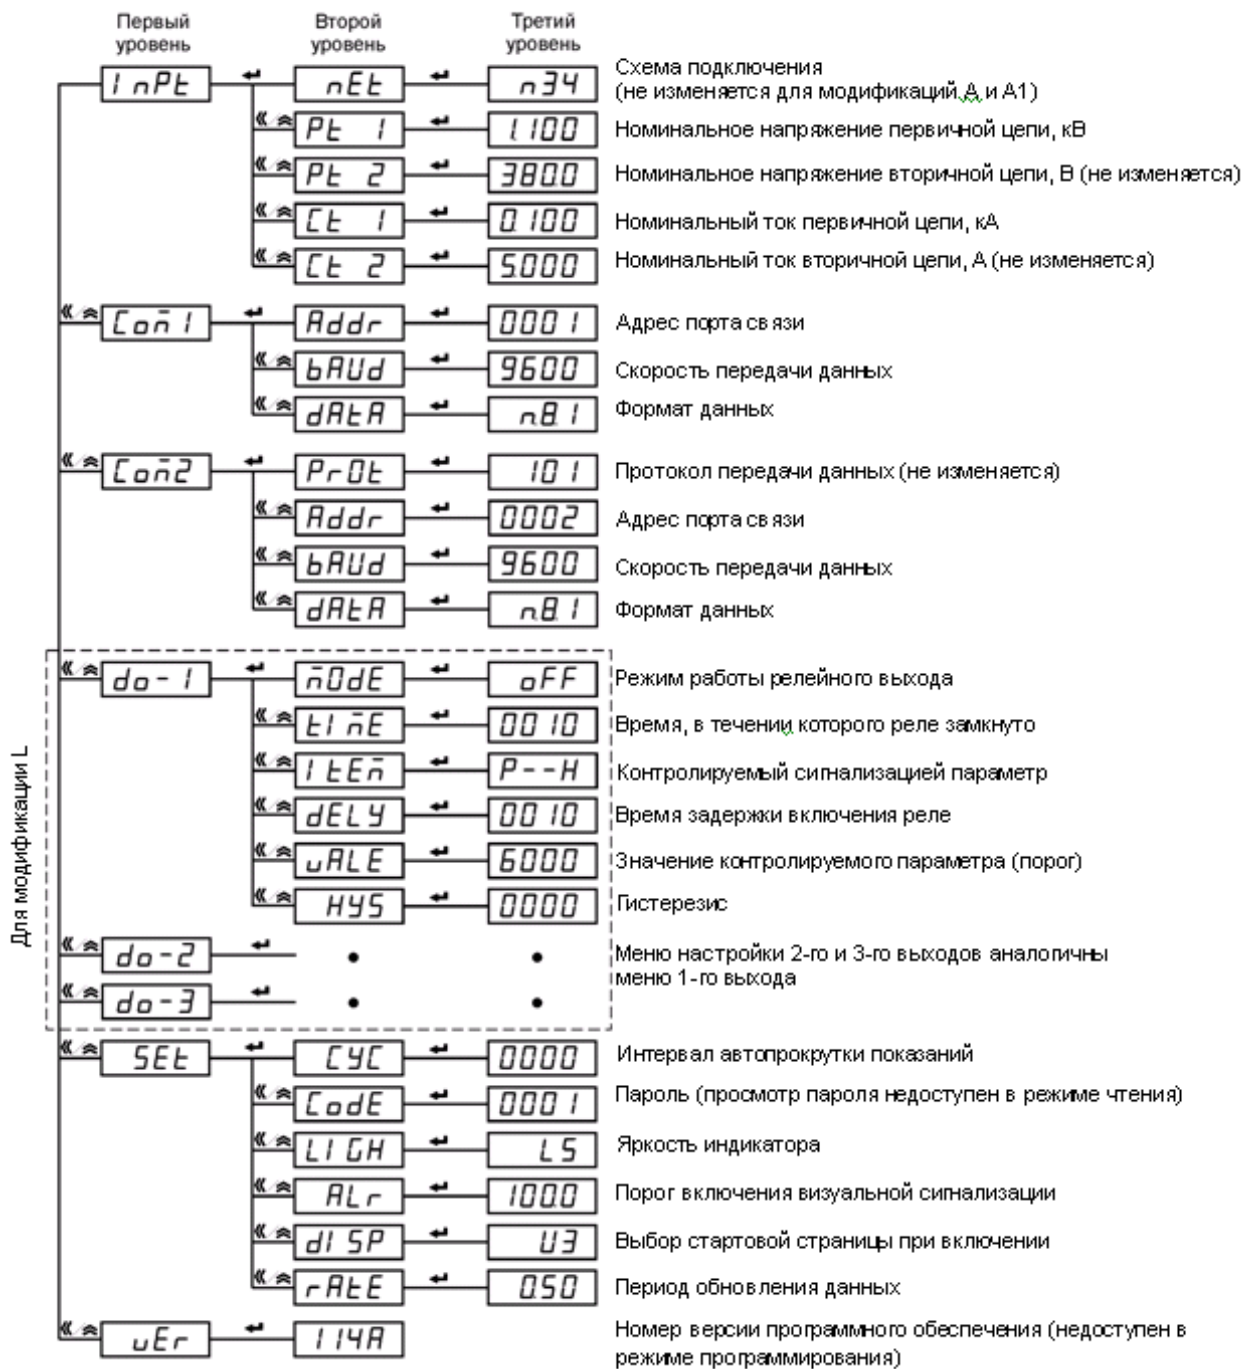 Первый уровень
Второй уровень
Третий уровень
InPt nEt n34 Схема подключения
(не изменяется для модификаций А и А1)
Pt 1 1.100 Номинальное напряжение первичной цепи, кВ
Pt 2 380.0 Номинальное напряжение вторичной цепи, В (не изменяется)
Ct 1 0.100 Номинальный ток первичной цепи, кА
Ct 2 5.000 Номинальный ток вторичной цепи, А (не изменяется)
Com1 Addr 0001 Адрес порта связи
bAUd 9600 Скорость передачи данных
dAtA n.8.1 Формат данных
Com2 PrOt 101 Протокол передачи данных (не изменяется)
Addr 0002 Адрес порта связи
bAUd 9600 Скорость передачи данных
dAtA n.8.1 Формат данных
Для модификации L
do-1 mOdE oFF Режим работы релейного выхода
tImE 0010 Время, в течении которого реле замкнуто
ItEm P--H Контролируемый сигнализацией параметр
dELY 0010 Время задержки включения реле
vALE 6000 Значение контролируемого параметра (порог)
HYS 0000 Гистерезис
do-2 • • Меню настройки 2-го и 3-го выходов аналогичны
меню 1-го выхода
do-3 • •
SEt CYC 0000 Интервал автопрокрутки показаний
CodE 0001 Пароль (просмотр пароля недоступен в режиме чтения)
LIGH L5 Яркость индикатора
ALr 100.0 Порог включения визуальной сигнализации
dISP U3 Выбор стартовой страницы при включении
rAtE 0.50 Период обновления данных
vEr 114A Номер версии программного обеспечения (недоступен в
режиме программирования)